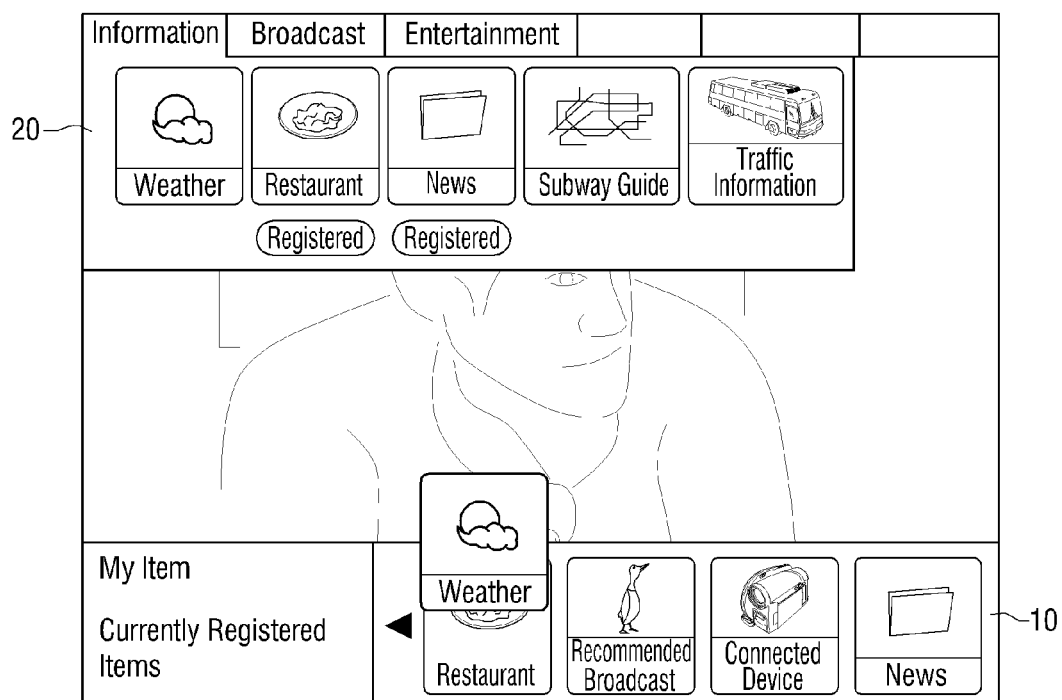 Information Broadcast Entertainment
20
Weather Restaurant News Subway Guide Traffic
Information
Registered Registered
My Item
Weather
Currently Registered
Items
Restaurant Recommended
Broadcast Connected
Device News
10